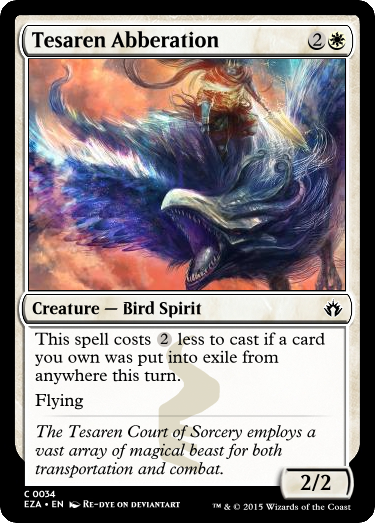 Tesaren Abberation 2
This spell costs 2 less to cast if a card
you own was put into exile from
anywhere this turn.
Flying
The Tesaren Court of Sorcery employs a
vast array of magical beast for both
transportation and combat.
Creature — Bird Spirit
2/2
C 0034
EZA • EN Re-dye on deviantart
™ & © 2015 Wizards of the Coast